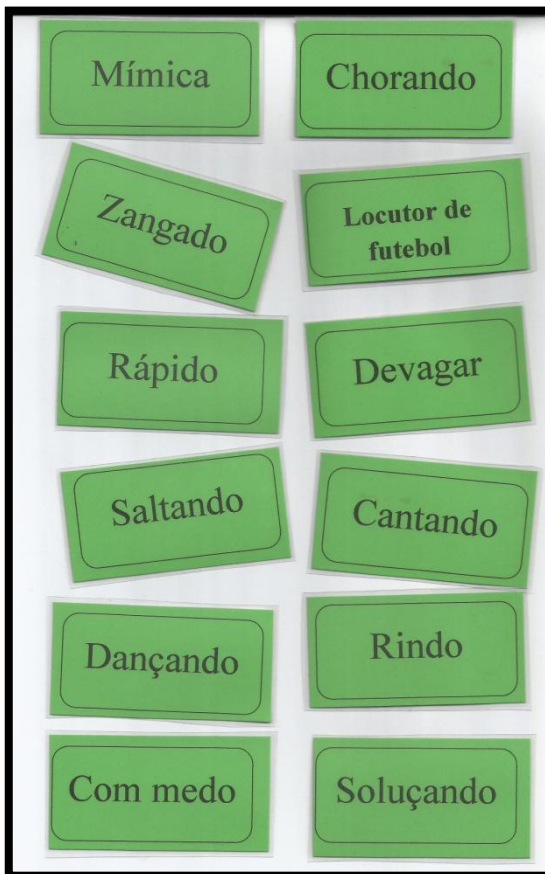 Mímica
Chorando
Zangado
Locutor de
futebol
Rápido
Devagar
Saltando
Cantando
Dançando
Rindo
Com medo
Soluçando